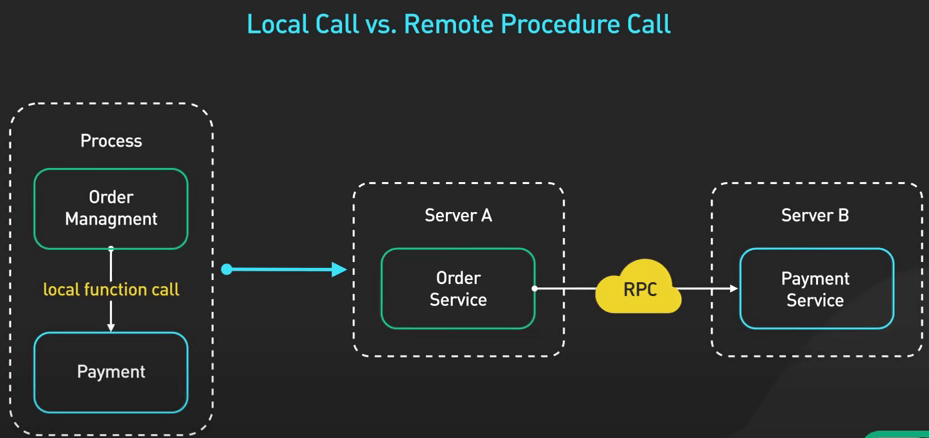 Local Call vs. Remote Procedure Call
Process
Order
Managment
local function call
Payment
Server A
Order
Service
RPC
Server B
Payment
Service